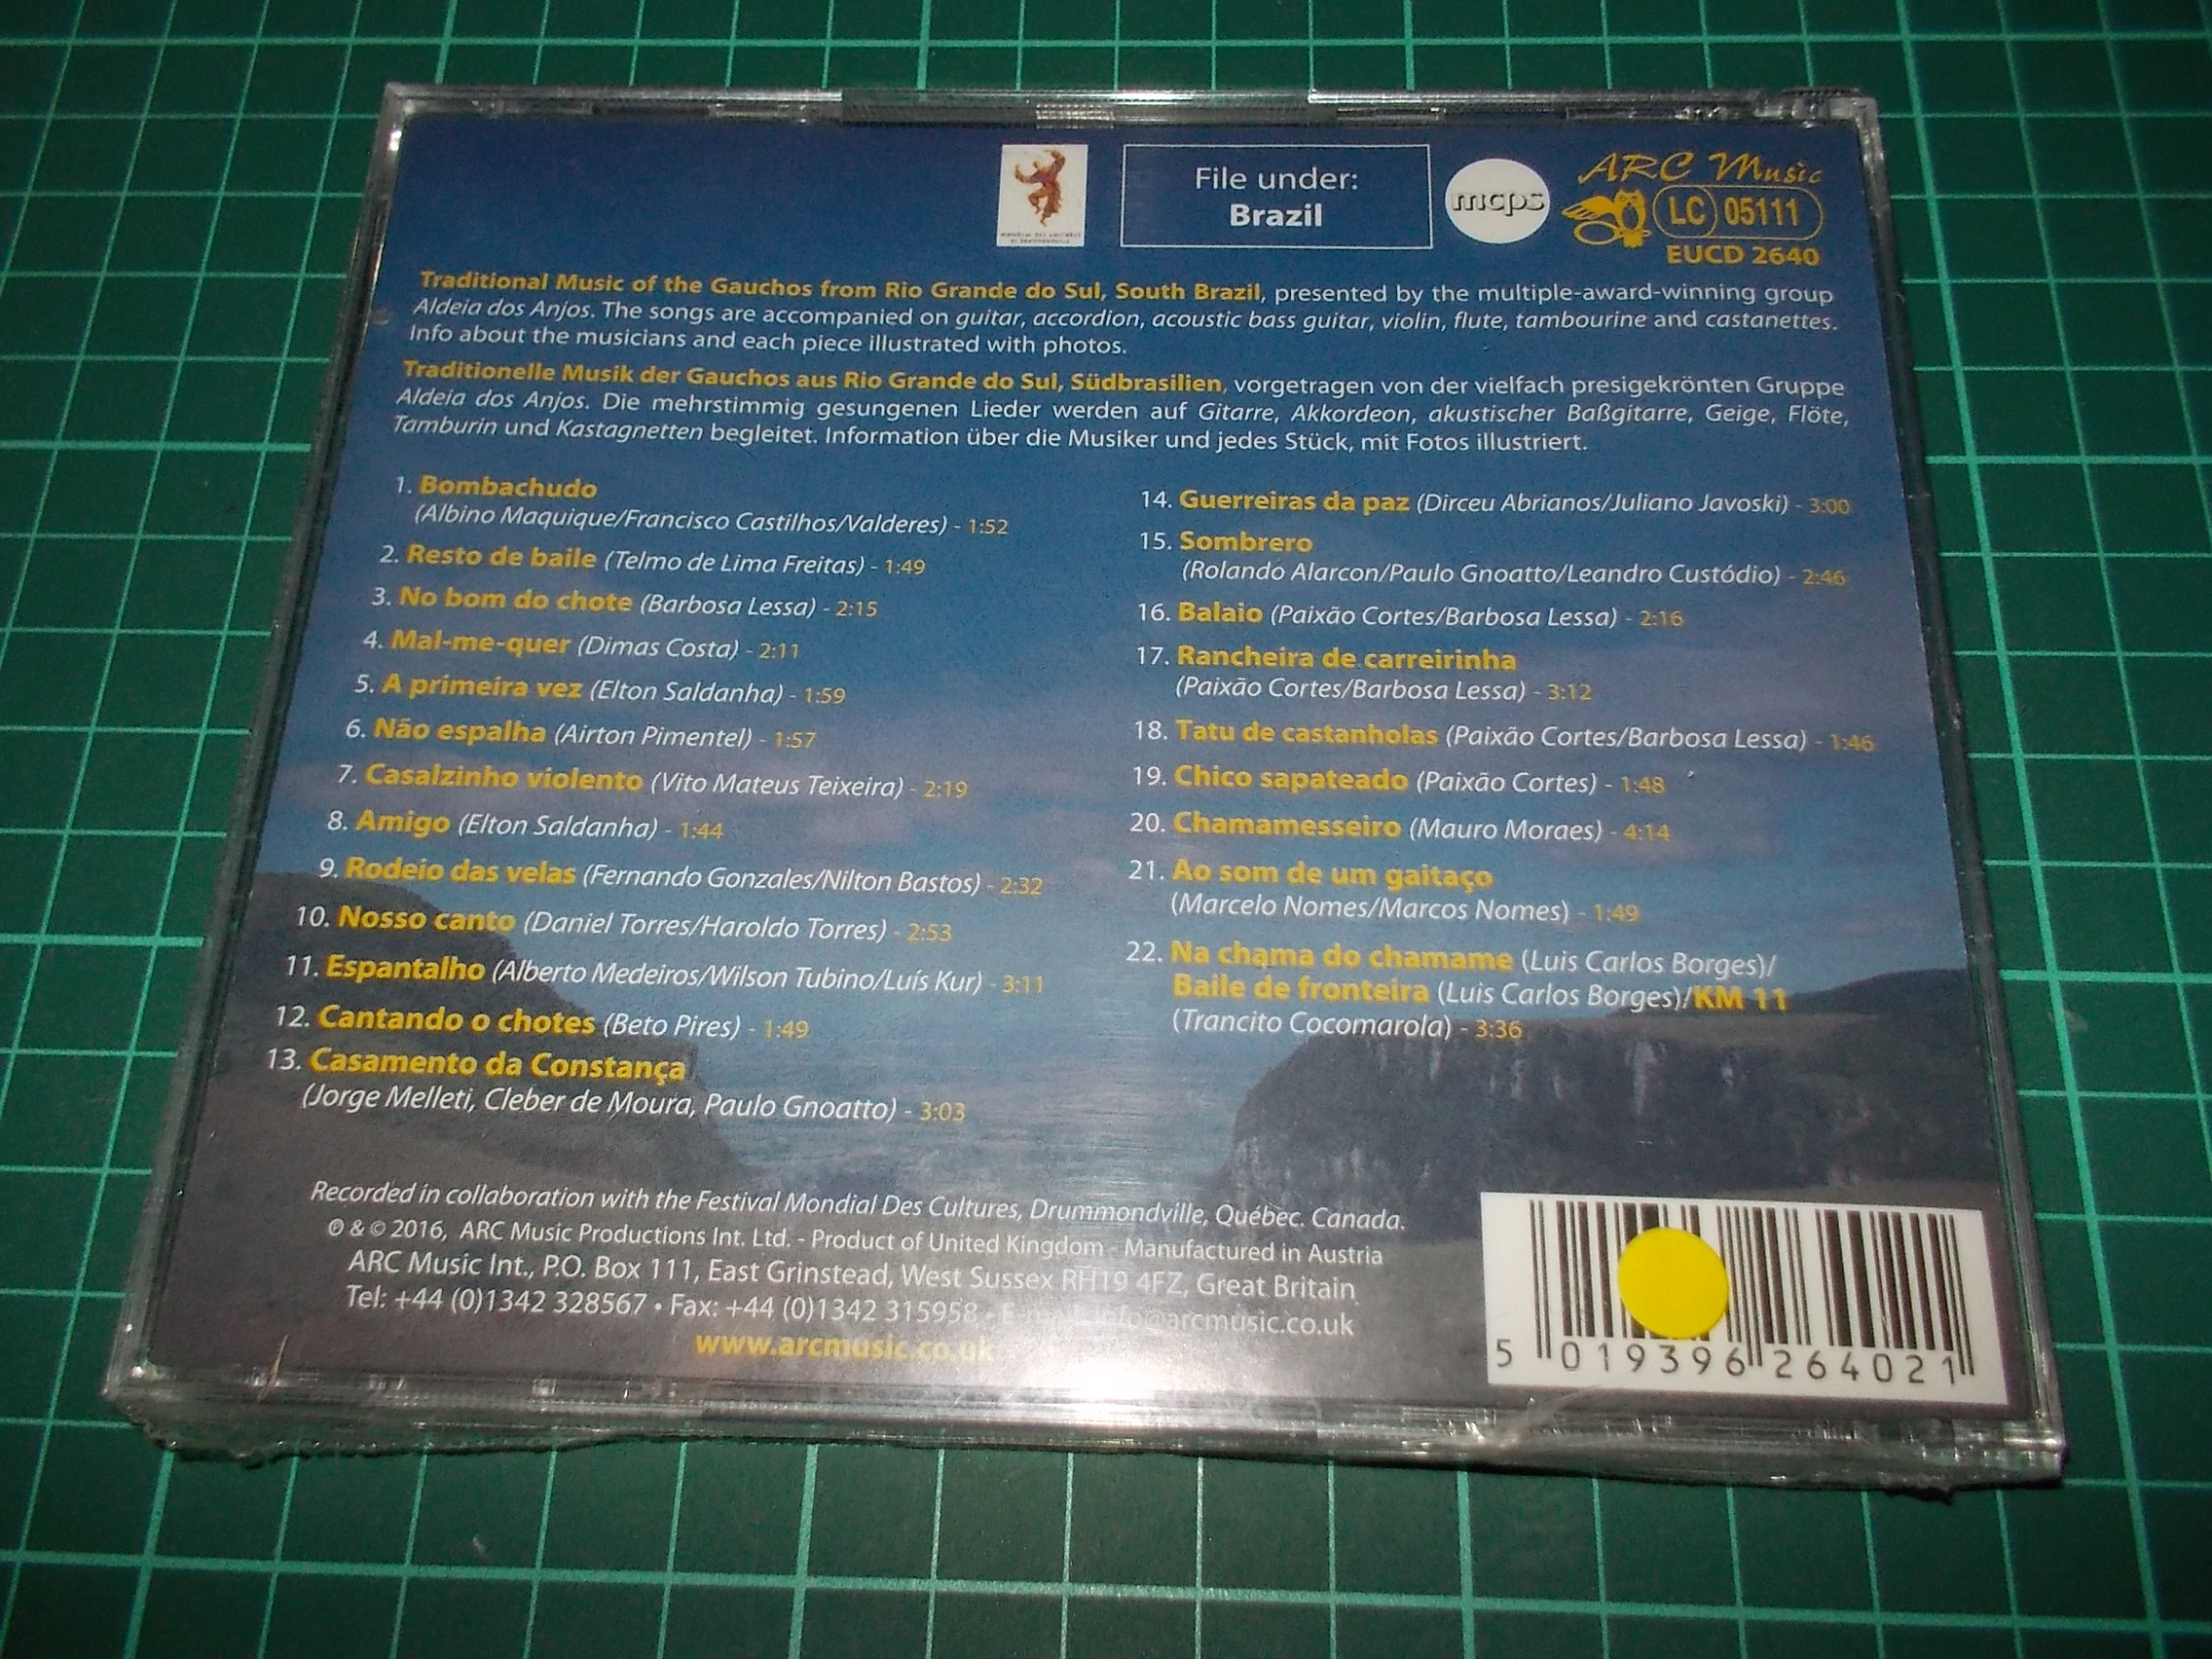 File under:
Brazil
mcps
ARC Music
LC 05111
EUCD 2640
Traditional Music of the Gauchos from Rio Grande do Sul, South Brazil, presented by the multiple-award-winning group
Aldeia dos Anjos. The songs are accompanied on guitar, accordion, acoustic bass guitar, violin, flute, tambourine and castanettes.
Info about the musicians and each piece illustrated with photos.
Traditionelle Musik der Gauchos aus Rio Grande do Sul, Südbrasilien, vorgetragen von der vielfach presigekrönten Gruppe
Aldeia dos Anjos. Die mehrstimmig gesungenen Lieder werden auf Gitarre, Akkordeon, akustischer Baßgitarre, Geige, Flöte,
Tamburin und Kastagnetten begleitet. Information über die Musiker und jedes Stück, mit Fotos illustriert.
1. Bombachudo
(Albino Maquique/Francisco Castilhos/Valderes) - 1:52
2. Resto de baile (Telmo de Lima Freitas) - 1:49
3. No bom do chote (Barbosa Lessa) - 2:15
4. Mal-me-quer (Dimas Costa) - 2:11
5. A primeira vez (Elton Saldanha) - 1:59
6. Não espalha (Airton Pimentel) - 1:57
7. Casalzinho violento (Vito Mateus Teixeira) - 2:19
8. Amigo (Elton Saldanha) - 1:44
9. Rodeio das velas (Fernando Gonzales/Nilton Bastos) - 2:32
10. Nosso canto (Daniel Torres/Haroldo Torres) - 2:53
11. Espantalho (Alberto Medeiros/Wilson Tubino/Luís Kur) - 3:11
12. Cantando o chotes (Beto Pires) - 1:49
13. Casamento da Constança
(Jorge Melleti, Cleber de Moura, Paulo Gnoatto) - 3:03
14. Guerreiras da paz (Dirceu Abrianos/Juliano Javoski) - 3:00
15. Sombrero
(Rolando Alarcon/Paulo Gnoatto/Leandro Custódio) - 2:46
16. Balaio (Paixão Cortes/Barbosa Lessa) - 2:16
17. Rancheira de carreirinha
(Paixão Cortes/Barbosa Lessa) - 3:12
18. Tatu de castanholas (Paixão Cortes/Barbosa Lessa) - 1:46
19. Chico sapateado (Paixão Cortes) - 1:48
20. Chamamesseiro (Mauro Moraes) - 4:14
21. Ao som de um gaitaço
(Marcelo Nomes/Marcos Nomes) - 1:49
22. Na chama do chamame (Luis Carlos Borges)/
Baile de fronteira (Luis Carlos Borges)/KM 11
(Trancito Cocomarola) - 3:36
Recorded in collaboration with the Festival Mondial Des Cultures, Drummondville, Québec. Canada.
℗ & © 2016, ARC Music Productions Int. Ltd. - Product of United Kingdom - Manufactured in Austria
ARC Music Int., P.O. Box 111, East Grinstead, West Sussex RH19 4FZ, Great Britain
Tel: +44 (0)1342 328567 • Fax: +44 (0)1342 315958 - info@arcmusic.co.uk
www.arcmusic.co.uk
5 019396 264021